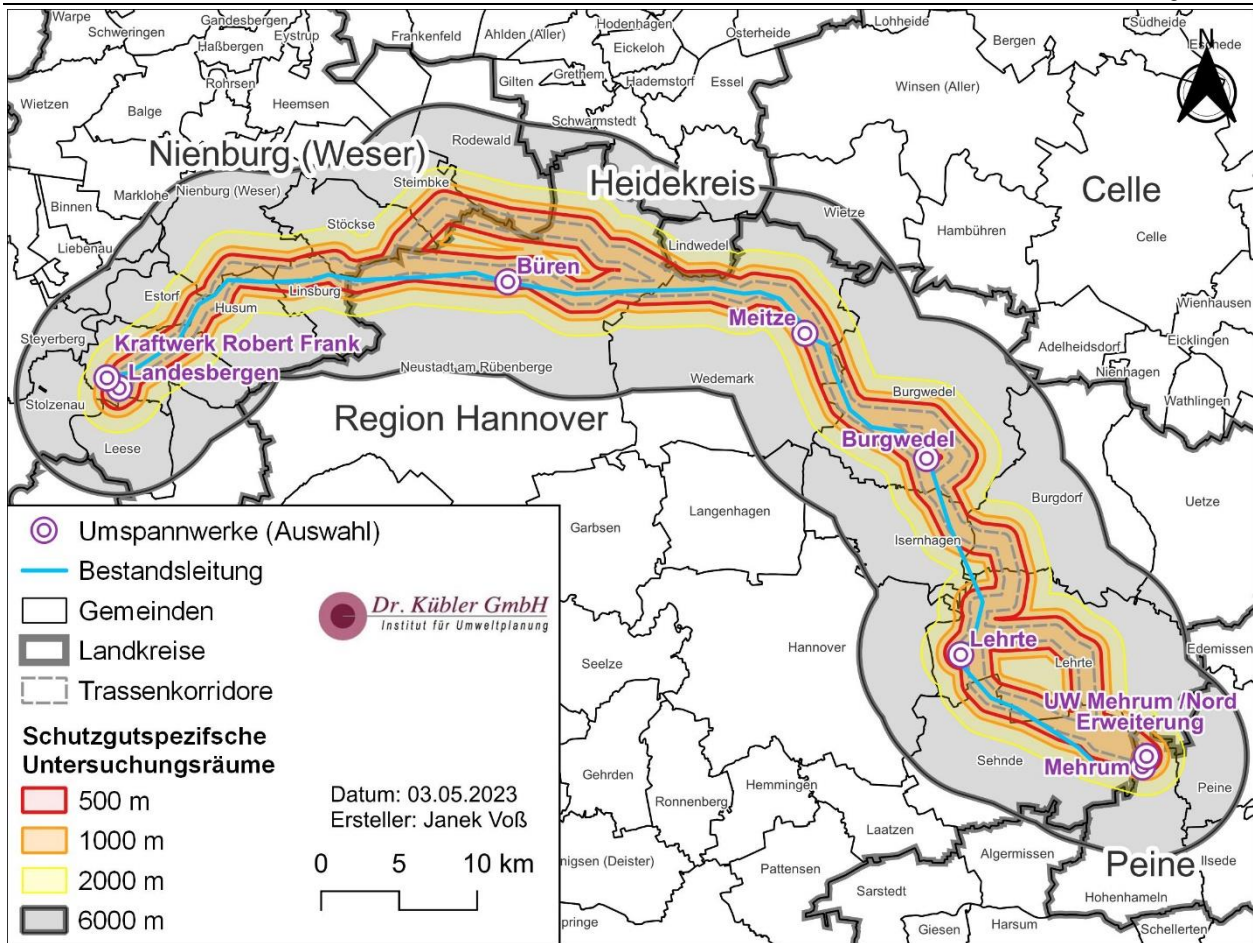 Warpe
Schweringen
Gandesbergen
Eystrup
Haßbergen
Frankenfeld
Ahlden (Aller)
Hodenhagen
Eickeloh
Osterheide
Lohheide
Bergen
Südheide
Eschede
N
Wietzen
Rohrsen
Balge
Heemsen
Gilten
Grethem
Hademstorf
Essel
Winsen (Aller)
Schwarmstedt
Rodewald
Nienburg (Weser)
Steimbke
Heidekreis
Celle
Marklohe
Nienburg (Weser)
Binnen
Stöckse
Wietze
Hambühren
Celle
Liebenau
Lindwedel
Büren
Estorf
Linsburg
Husum
Wienhausen
Steyerberg
Kraftwerk Robert Frank
Meitze
Adelheidsdorf
Eicklingen
Landesbergen
Neustadt am Rübenberge
Wedemark
Nienhagen
Stolzenau
Burgwedel
Wathlingen
Leese
Region Hannover
Burgwedel
Burgdorf
Uetze
Garbsen
Langenhagen
Isernhagen
Umspannwerke (Auswahl)
Bestandsleitung
Gemeinden
Landkreise
Trassenkorridore
Dr. Kübler GmbH
Institut für Umweltplanung
Seelze
Hannover
Lehrte
Lehrte
Edemissen
UW Mehrum /Nord
Erweiterung
Mehrum
Sehnde
Peine
Schutzgutspezifsche
Untersuchungsräume
500 m
1000 m
2000 m
6000 m
Datum: 03.05.2023
Ersteller: Janek Voß
0 5 10 km
Gehrden
Ronnenberg
Hemmingen
Laatzen
Pattensen
Sarstedt
Algermissen
Peine
Ilsede
Hohenhameln
nigsen (Deister)
pringe
Giesen
Harsum
Schellerten